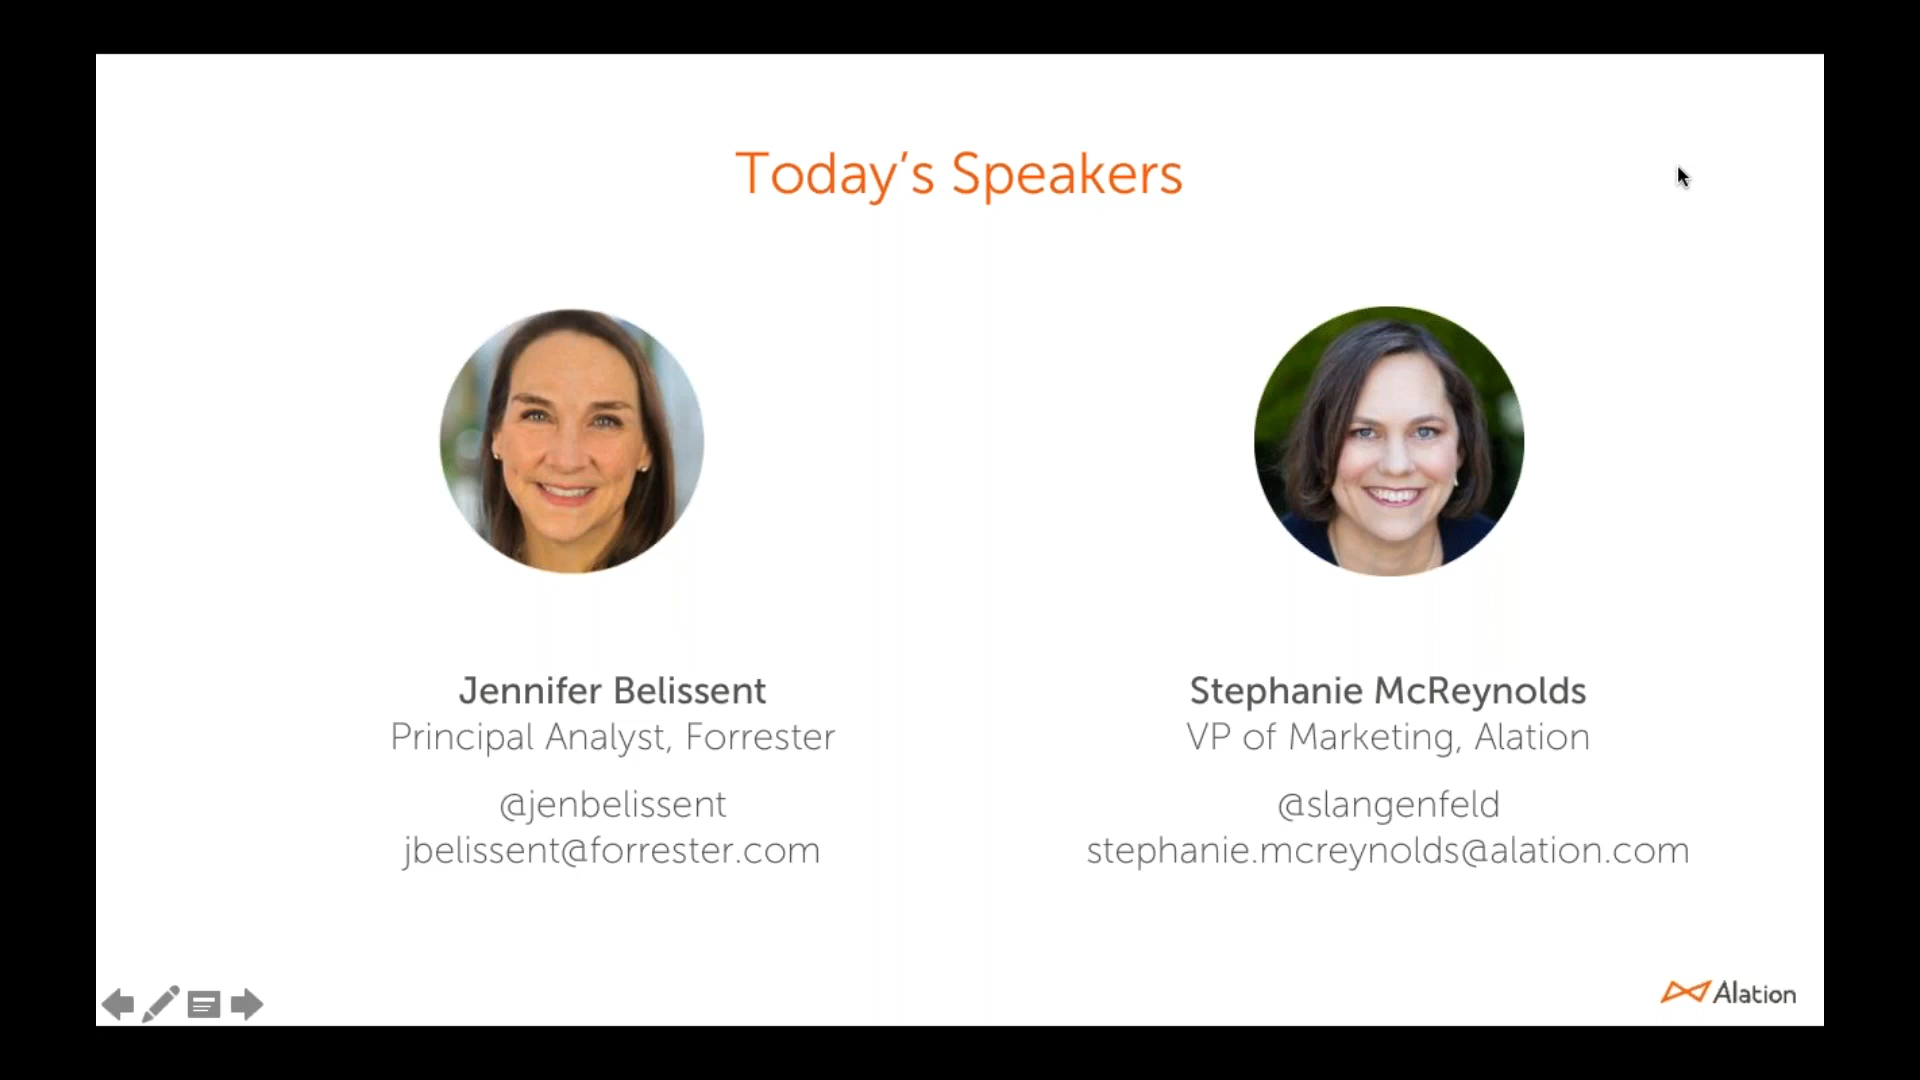 Today's Speakers
Jennifer Belissent
Principal Analyst, Forrester
@jenbelissent
jbelissent@forrester.com
Stephanie McReynolds
VP of Marketing, Alation
@slangenfeld
stephanie.mcreynolds@alation.com
Alation